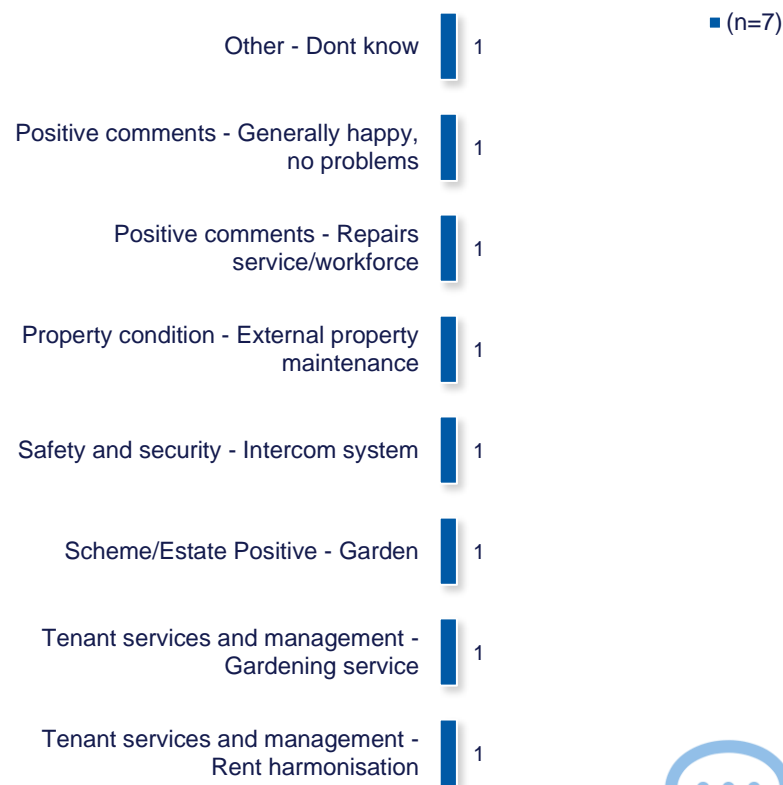 (n=7)
Other - Dont know 1
Positive comments - Generally happy,
no problems 1
Positive comments - Repairs
service/workforce 1
Property condition - External property
maintenance 1
Safety and security - Intercom system 1
Scheme/Estate Positive - Garden 1
Tenant services and management -
Gardening service 1
Tenant services and management -
Rent harmonisation 1